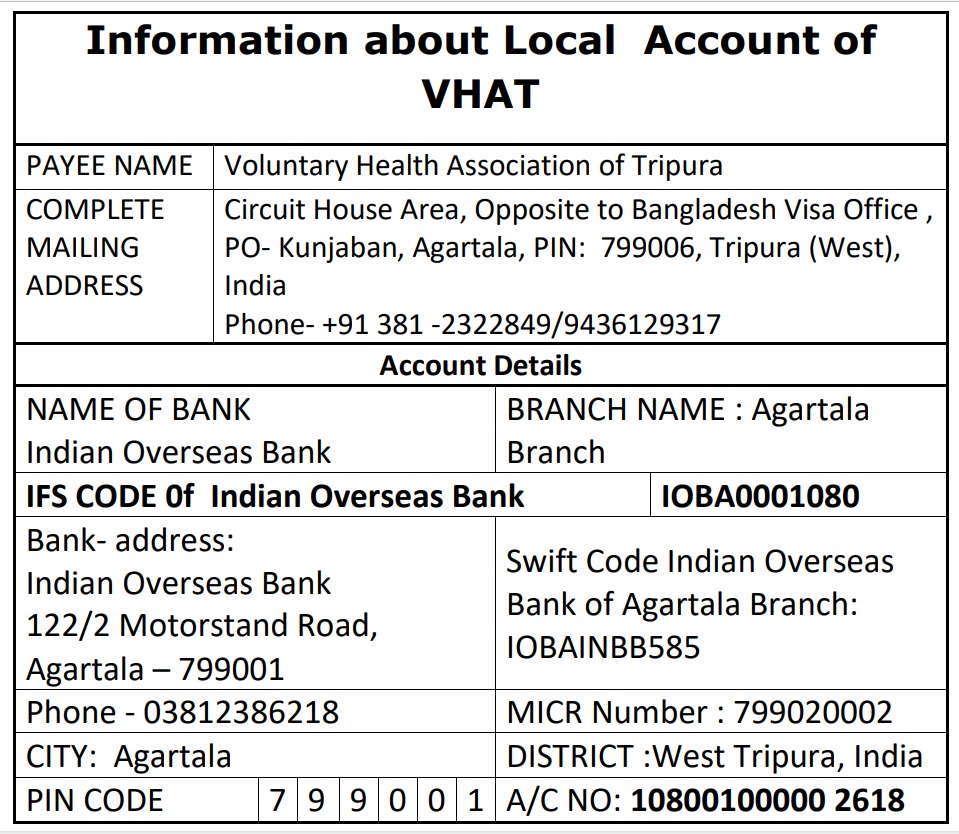 Information about Local  Account of
VHAT
PAYEE NAME
Voluntary Health Association of Tripura
COMPLETE
MAILING
ADDRESS
Circuit House Area, Opposite to Bangladesh Visa Office ,
PO- Kunjaban, Agartala, PIN:  799006, Tripura (West),
India
Phone- +91 381 -2322849/9436129317
Account Details
NAME OF BANK
Indian Overseas Bank
BRANCH NAME : Agartala
Branch
IFS CODE 0f  Indian Overseas Bank
IOBA0001080
Bank- address:
Indian Overseas Bank
122/2 Motorstand Road,
Agartala – 799001
Swift Code Indian Overseas
Bank of Agartala Branch:
IOBAINBB585
Phone - 03812386218
MICR Number : 799020002
CITY:  Agartala
DISTRICT :West Tripura, India
PIN CODE 7 9 9 0 0 1
A/C NO: 10800100000 2618